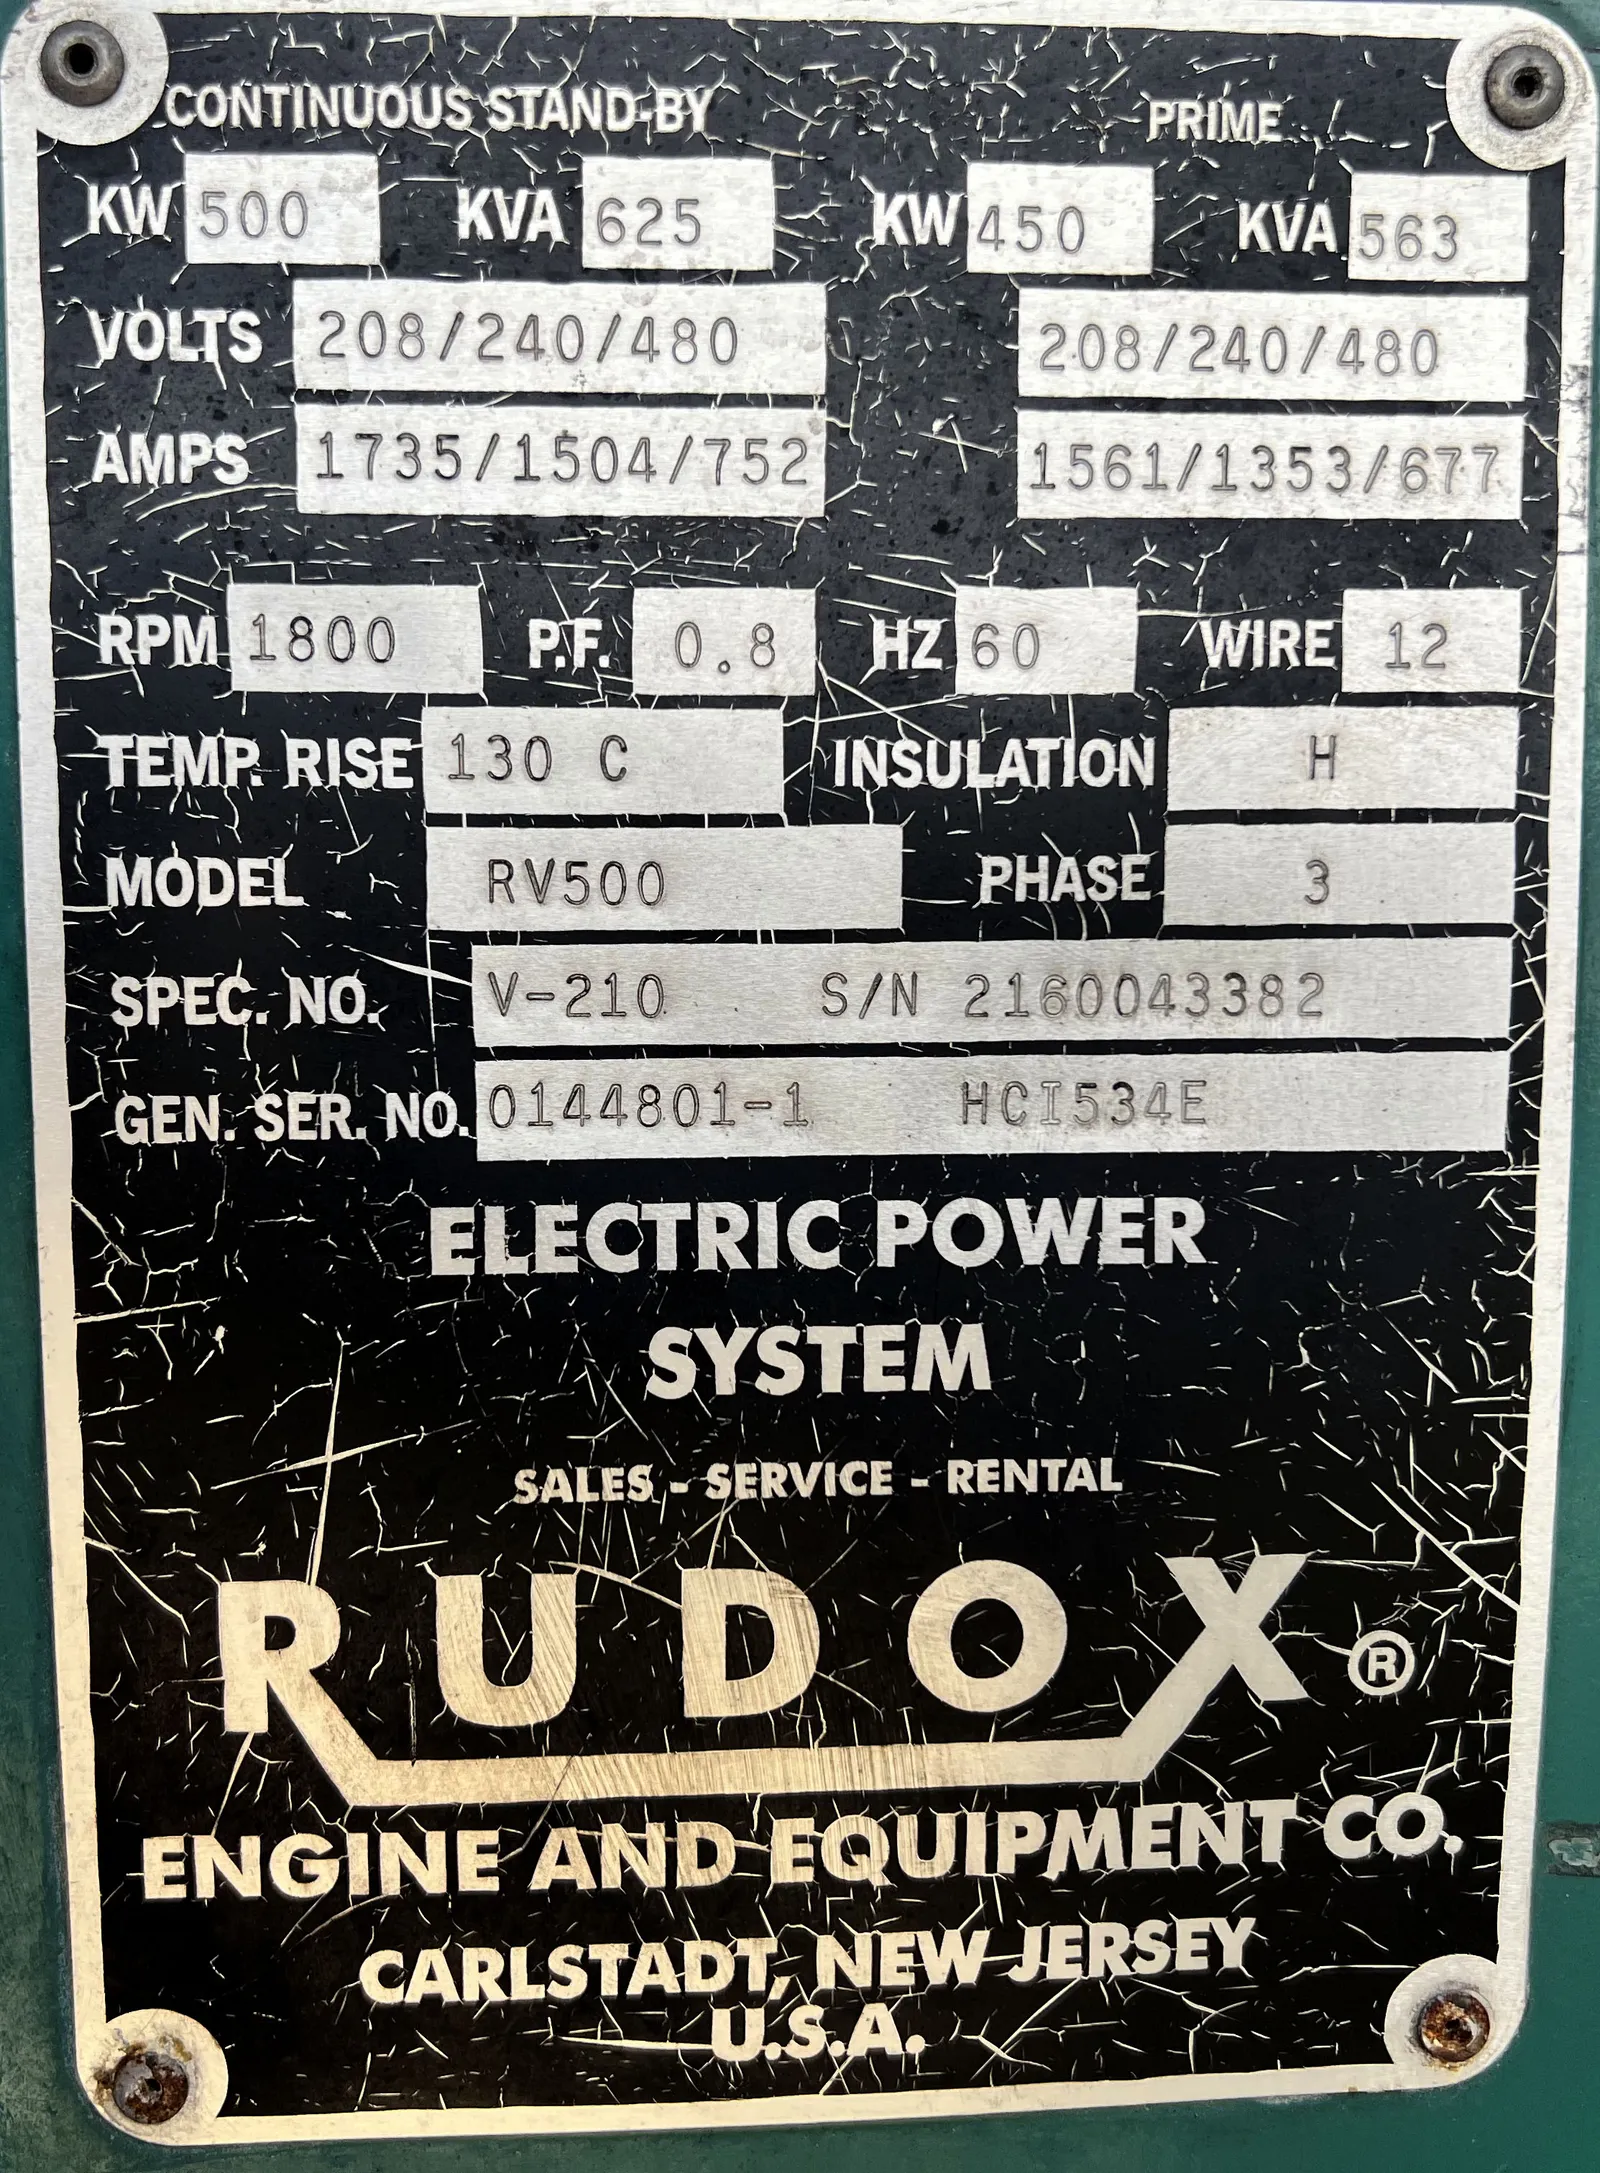 CONTINUOUS STAND-BY PRIME
KW 500 KVA 625 KW 450 KVA 563
VOLTS 208/240/480 208/240/480
AMPS 1735/1504/752 1561/1353/677
RPM 1800 P.F. 0.8 HZ 60 WIRE 12
TEMP. RISE 130 C INSULATION H
MODEL RV500 PHASE 3
SPEC. NO. V-210 S/N 2160043382
GEN. SER. NO. 0144801-1 HCI534E
ELECTRIC POWER
SYSTEM
SALES - SERVICE - RENTAL
RUDOX ®
ENGINE AND EQUIPMENT CO.
CARLSTADT, NEW JERSEY
U.S.A.